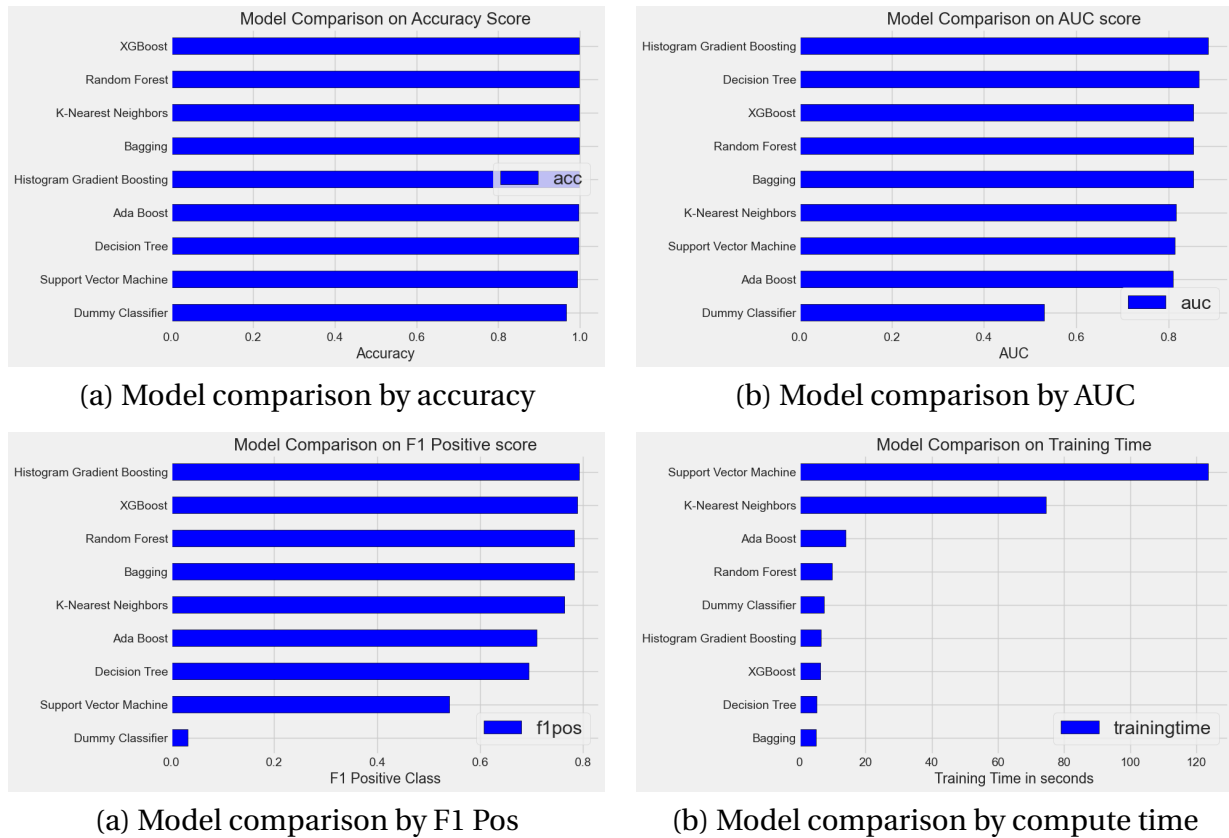 Model Comparison on Accuracy Score
XGBoost
Random Forest
K-Nearest Neighbors
Bagging
Histogram Gradient Boosting
acc
Ada Boost
Decision Tree
Support Vector Machine
Dummy Classifier
0.0 0.2 0.4 0.6 0.8 1.0
Accuracy
(a) Model comparison by accuracy
Model Comparison on AUC score
Histogram Gradient Boosting
Decision Tree
XGBoost
Random Forest
Bagging
K-Nearest Neighbors
Support Vector Machine
Ada Boost
auc
Dummy Classifier
0.0 0.2 0.4 0.6 0.8
AUC
(b) Model comparison by AUC
Model Comparison on F1 Positive score
Histogram Gradient Boosting
XGBoost
Random Forest
Bagging
K-Nearest Neighbors
Ada Boost
Decision Tree
Support Vector Machine
f1pos
Dummy Classifier
0.0 0.2 0.4 0.6 0.8
F1 Positive Class
(a) Model comparison by F1 Pos
Model Comparison on Training Time
Support Vector Machine
K-Nearest Neighbors
Ada Boost
Random Forest
Dummy Classifier
Histogram Gradient Boosting
XGBoost
Decision Tree
trainingtime
Bagging
0 20 40 60 80 100 120
Training Time in seconds
(b) Model comparison by compute time